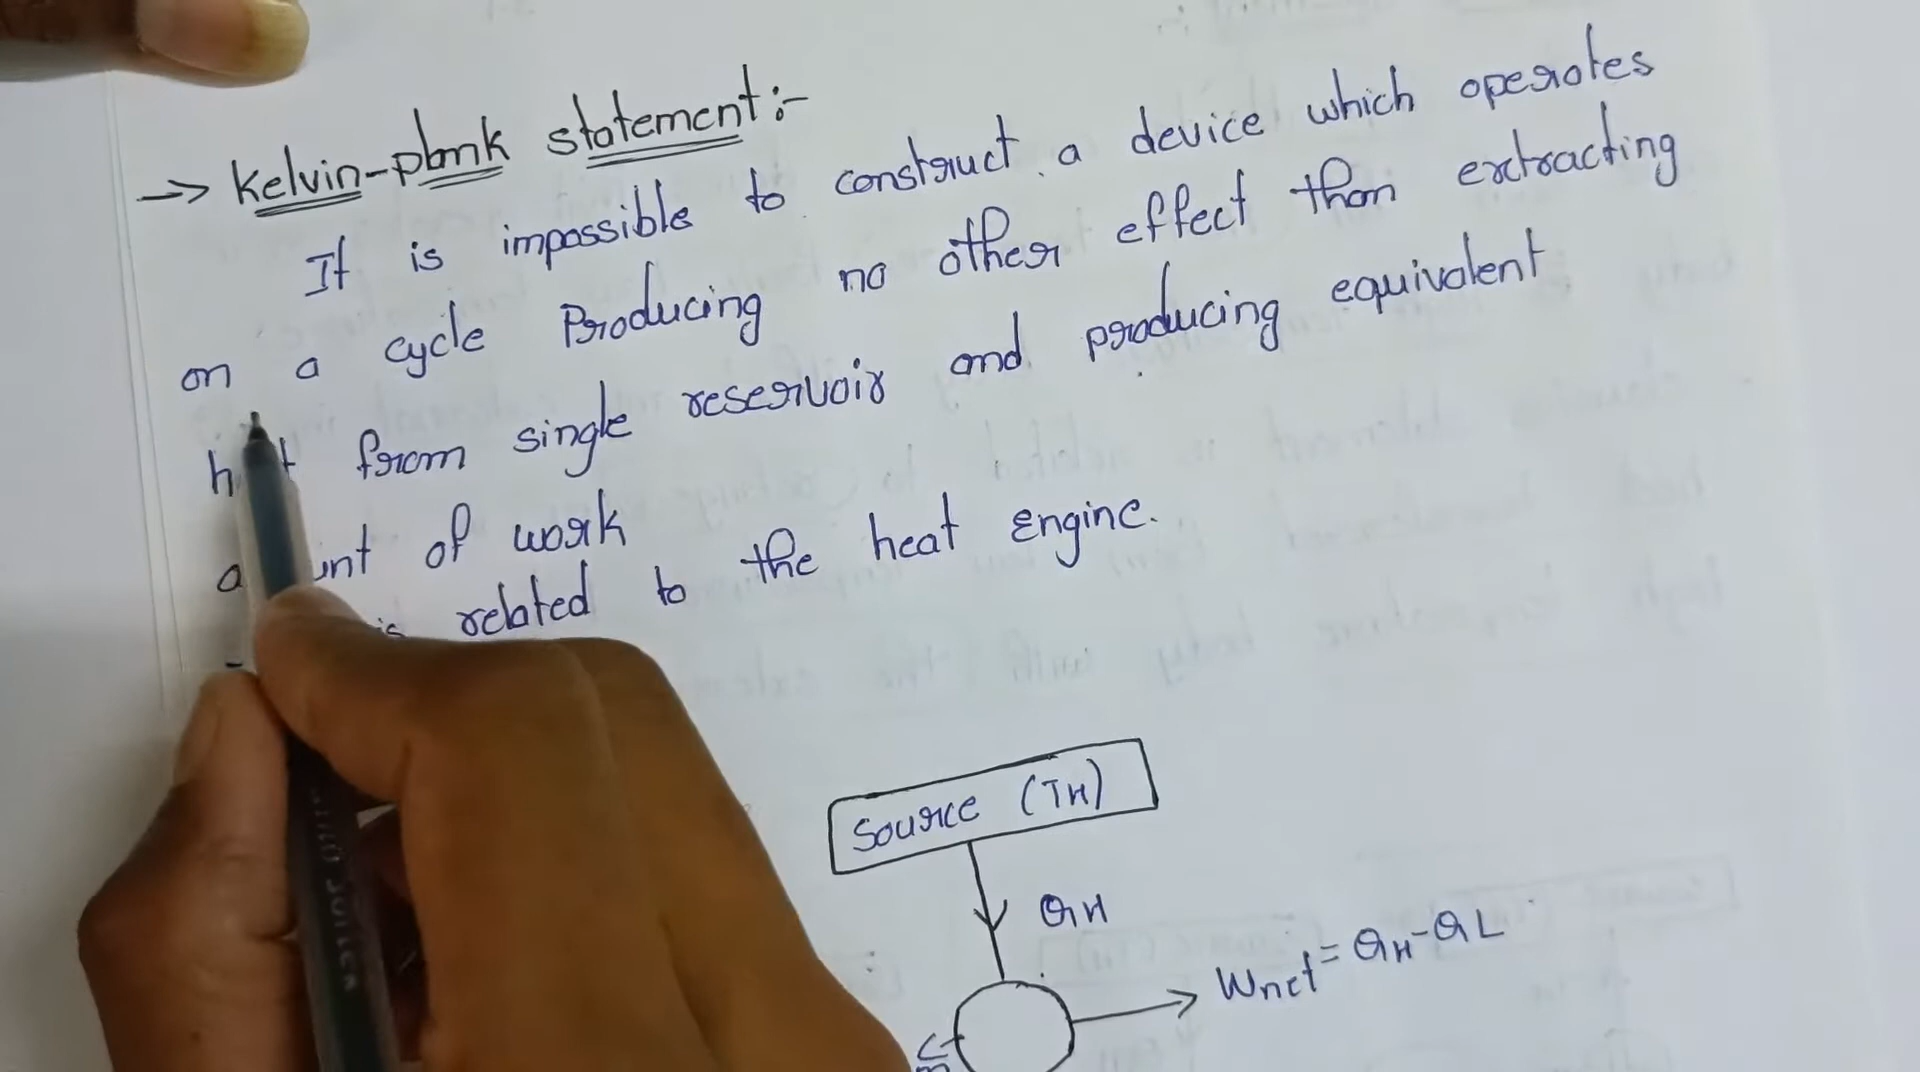 → Kelvin-plank statement:-
It is impossible to construct a device which operates
on a cycle Producing no other effect than extracting
from single reservoir and producing equivalent
of work
is related to the heat Engine.
Source (TH)
QH
Wnet = QH-QL